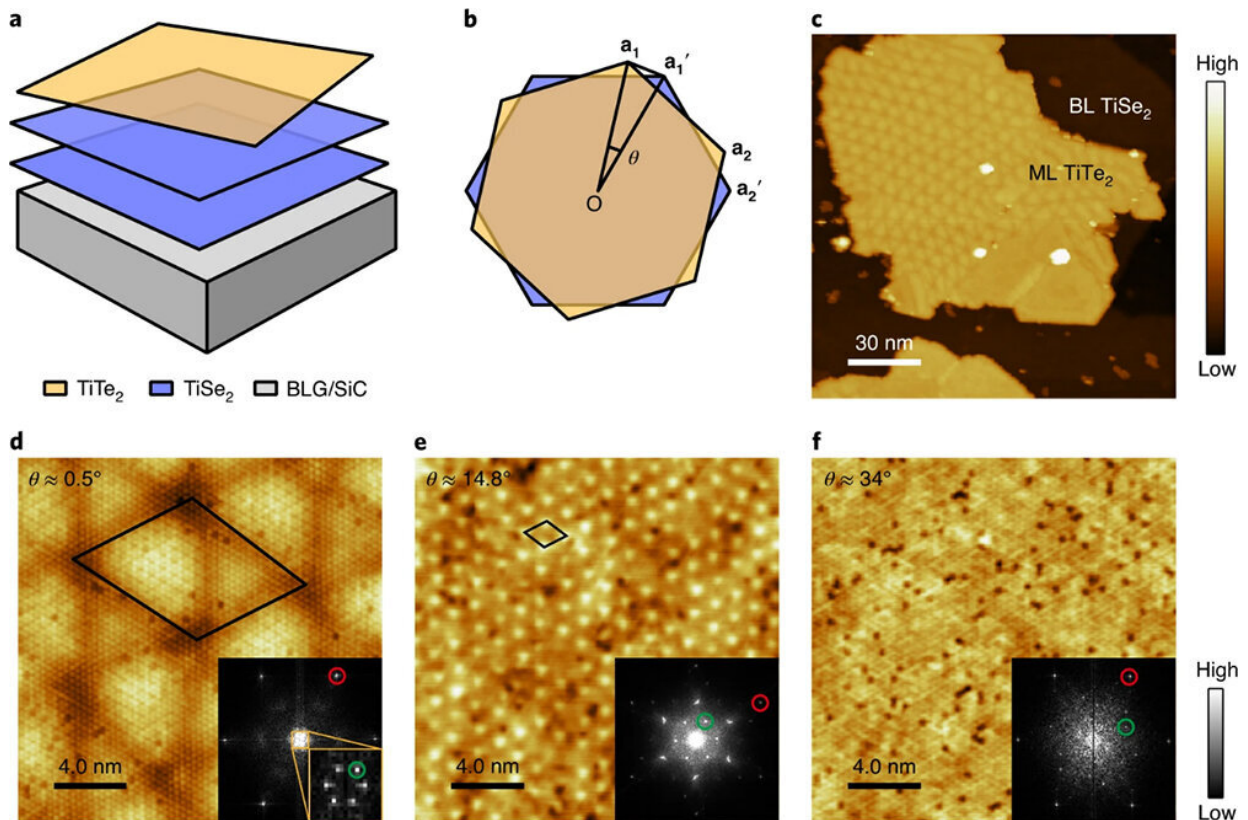 a
b
a₁
a₁′
a₂
a₂′
θ
O
c
BL TiSe₂
ML TiTe₂
30 nm
High
Low
TiTe₂ TiSe₂ BLG/SiC
d
θ ≈ 0.5°
4.0 nm
e
θ ≈ 14.8°
4.0 nm
f
θ ≈ 34°
4.0 nm
High
Low